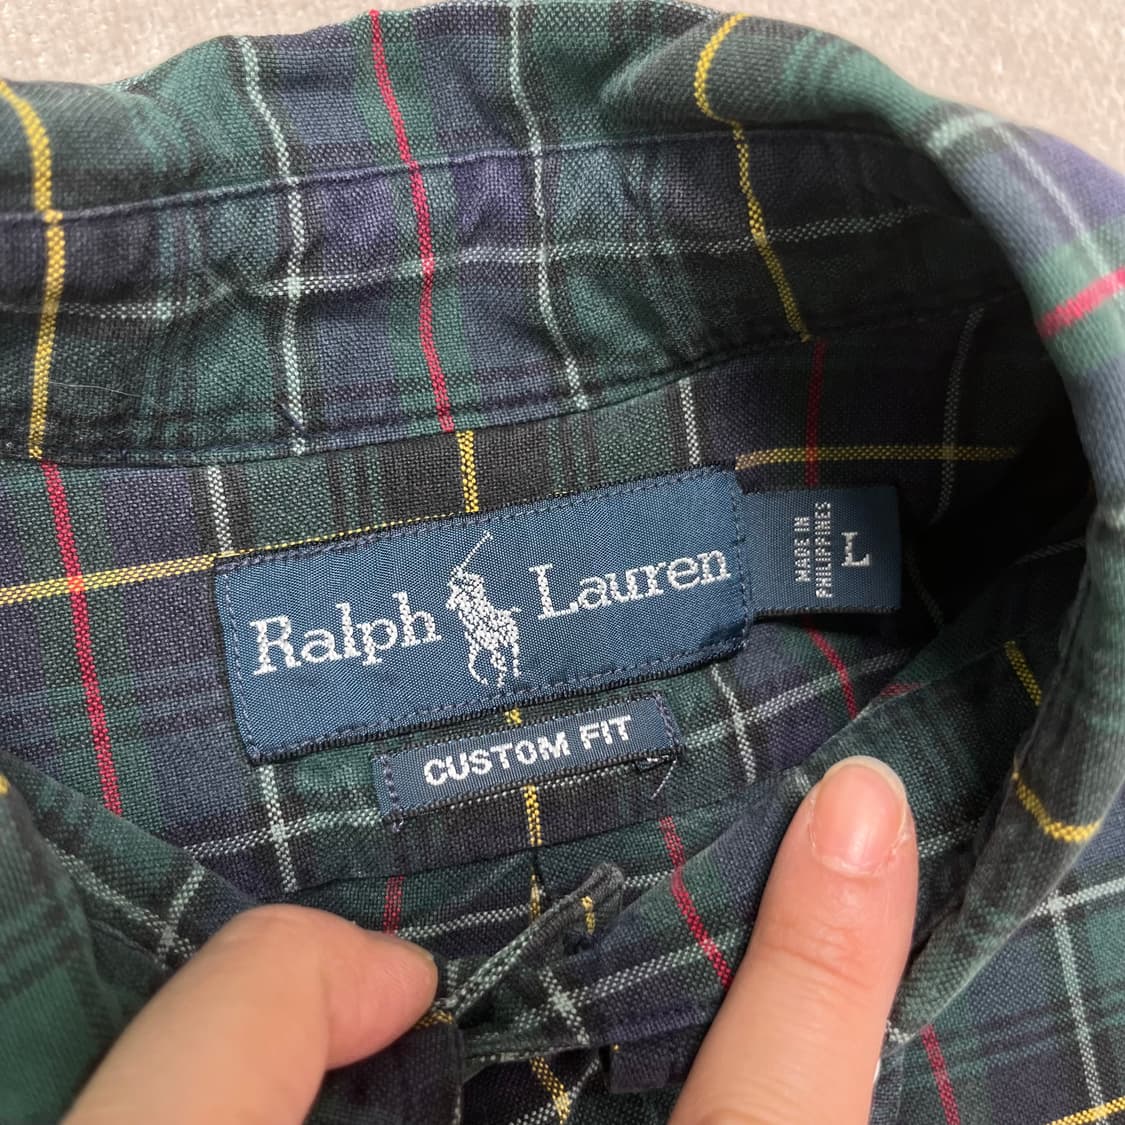 Ralph Lauren
MADE IN
PHILIPPINES
L
CUSTOM FIT